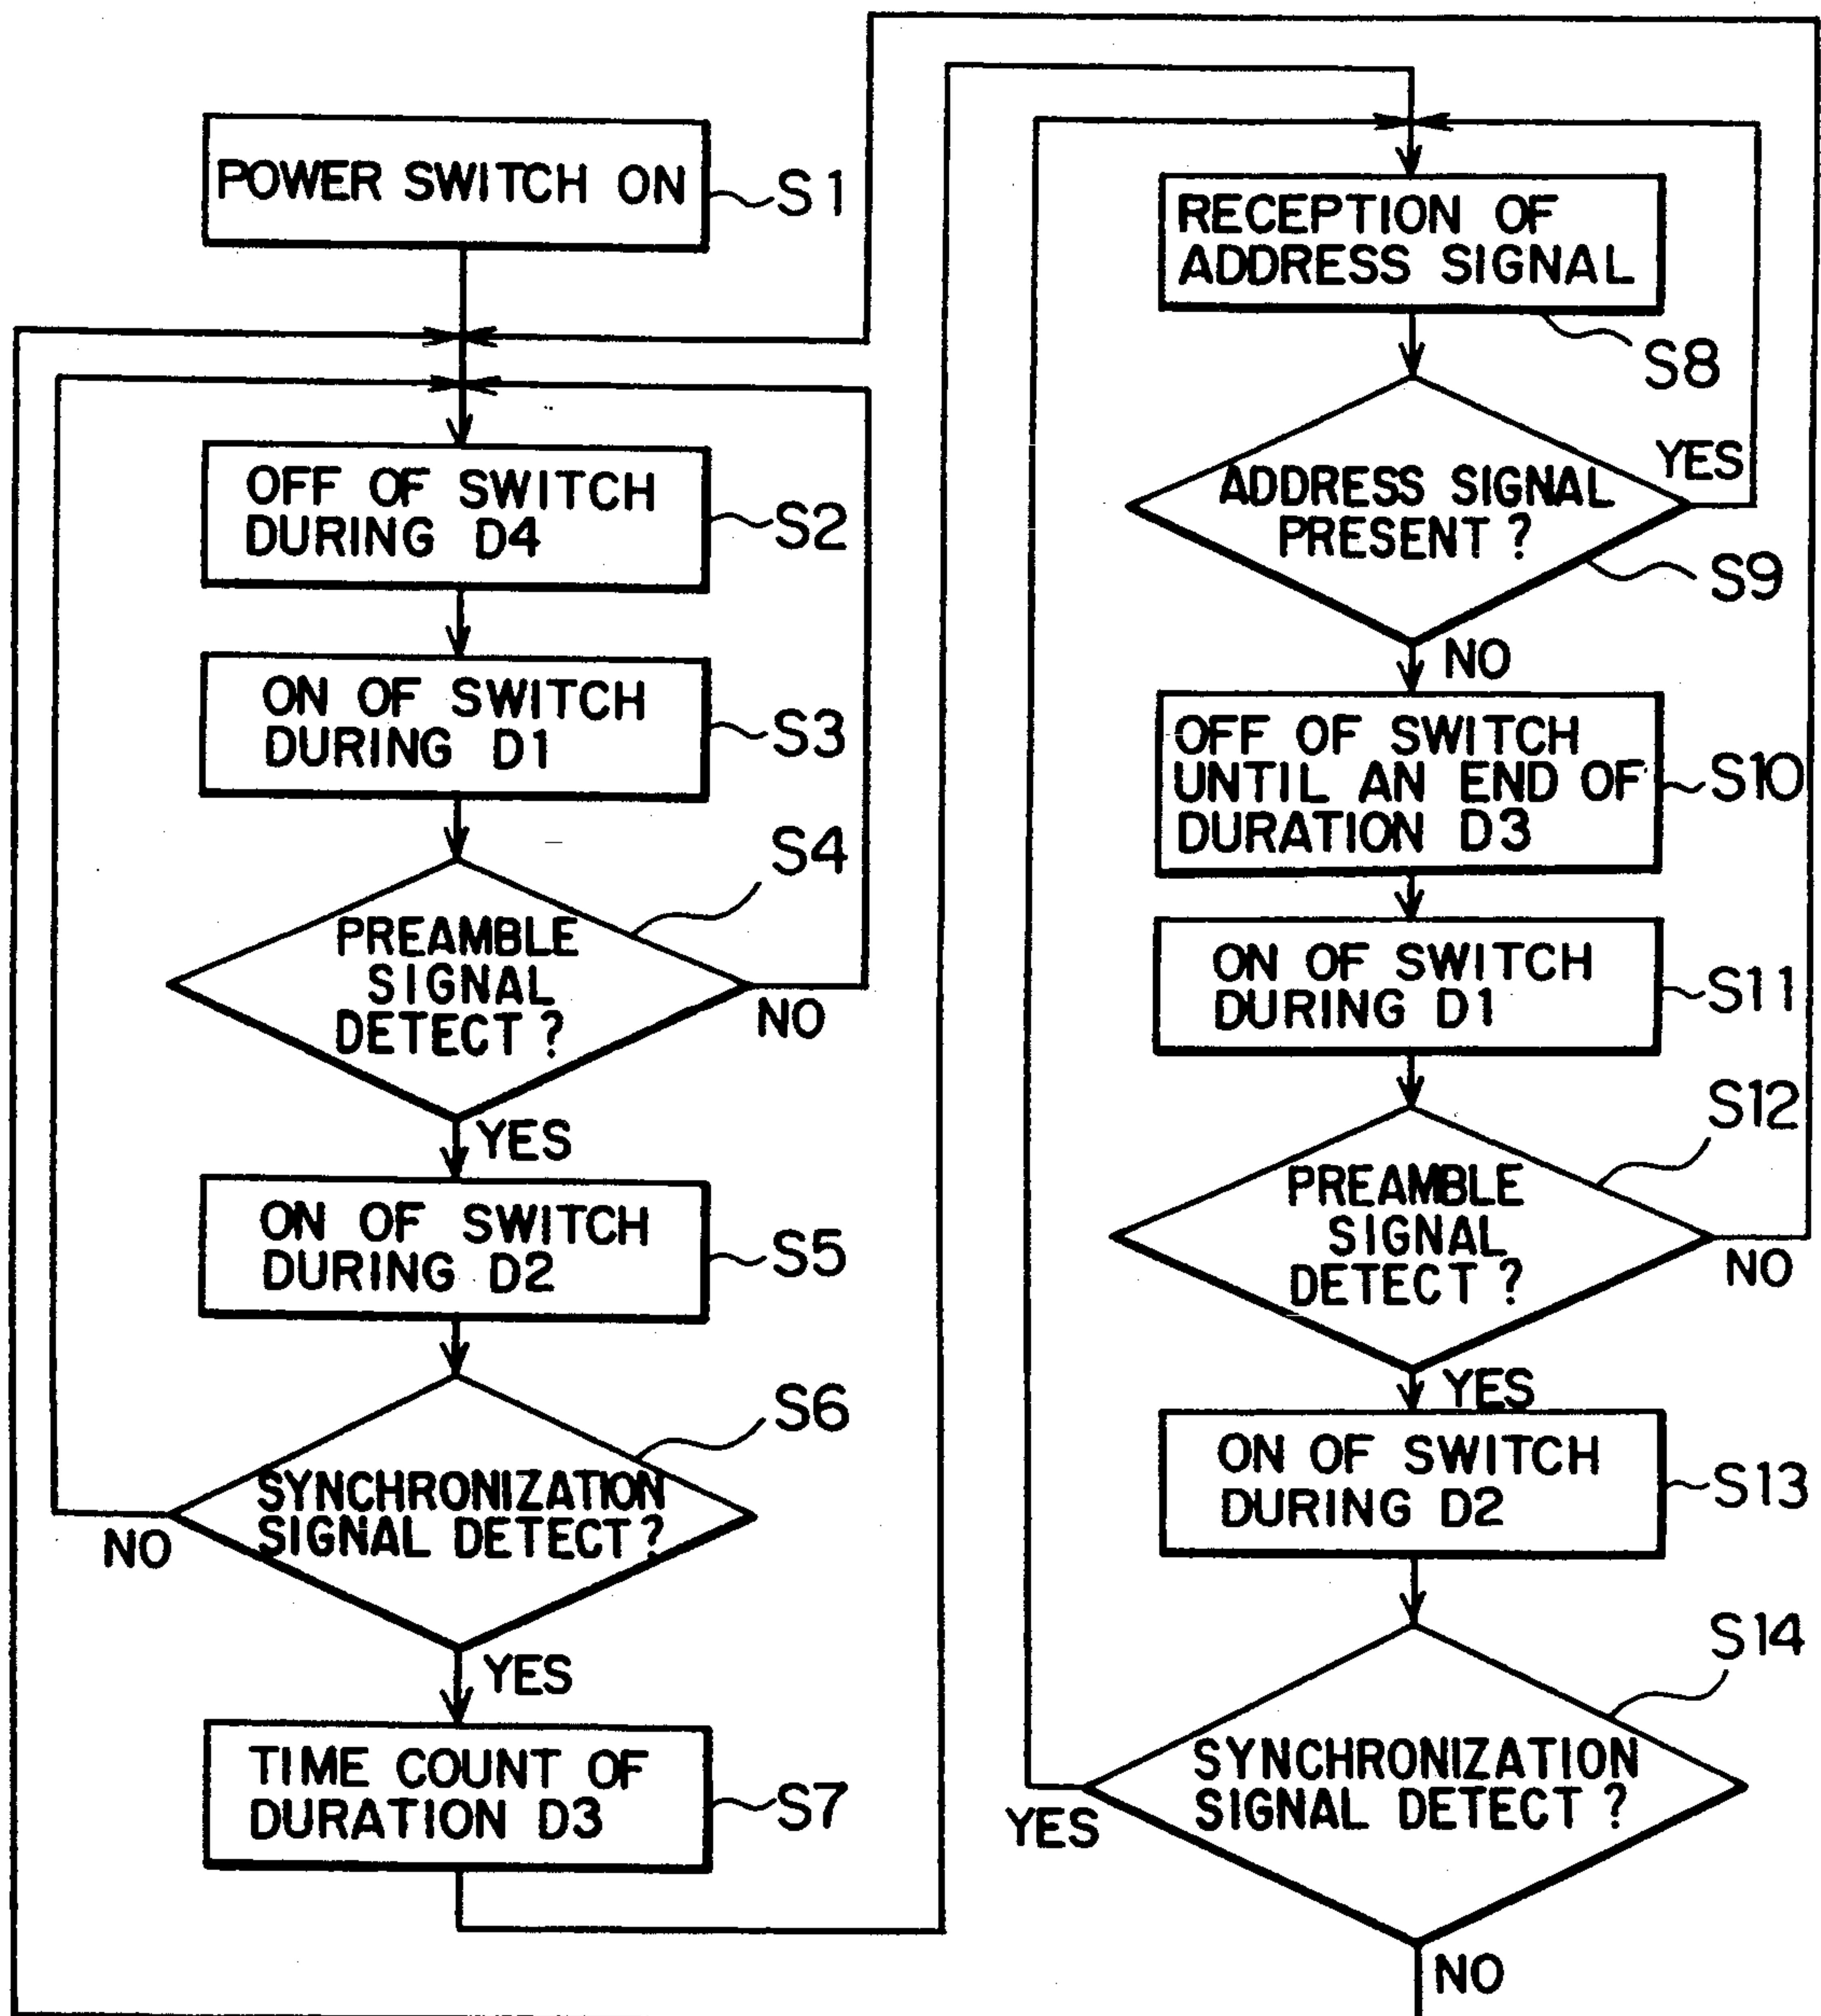 POWER SWITCH ON
S1
OFF OF SWITCH
DURING D4
S2
ON OF SWITCH
DURING D1
S3
S4
PREAMBLE
SIGNAL
DETECT?
NO
YES
ON OF SWITCH
DURING D2
S5
S6
SYNCHRONIZATION
SIGNAL DETECT?
NO
YES
TIME COUNT OF
DURATION D3
S7
RECEPTION OF
ADDRESS SIGNAL
S8
YES
ADDRESS SIGNAL
PRESENT?
S9
NO
OFF OF SWITCH
UNTIL AN END OF
DURATION D3
S10
ON OF SWITCH
DURING D1
S11
S12
PREAMBLE
SIGNAL
DETECT?
NO
YES
ON OF SWITCH
DURING D2
S13
S14
SYNCHRONIZATION
SIGNAL DETECT?
YES
NO